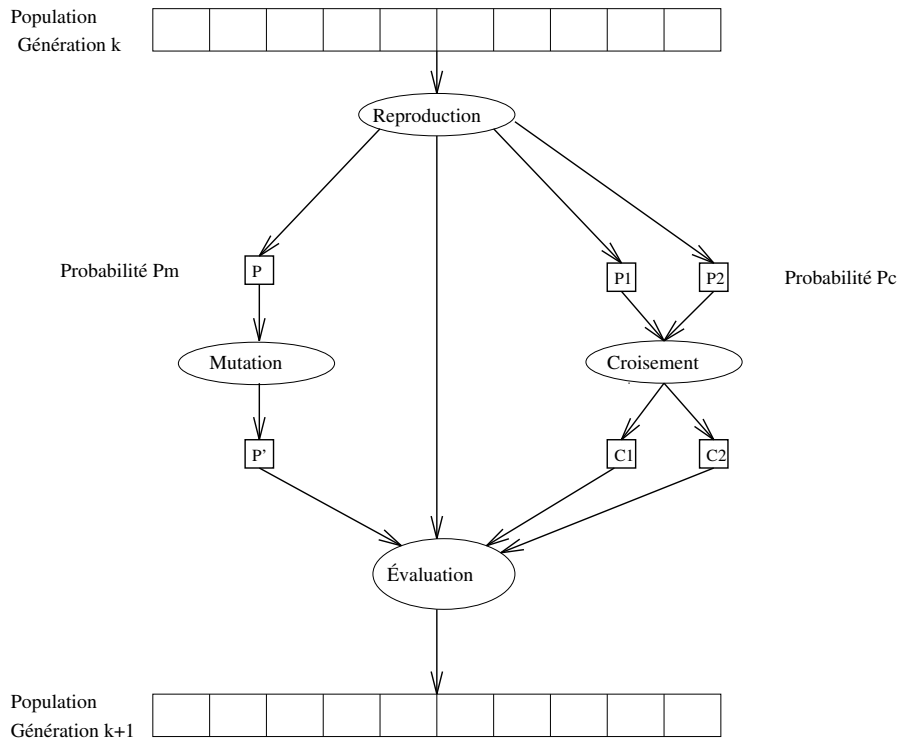 Population
Génération k
Reproduction
Probabilité Pm
P
P1
P2
Probabilité Pc
Mutation
Croisement
P'
C1
C2
Évaluation
Population
Génération k+1